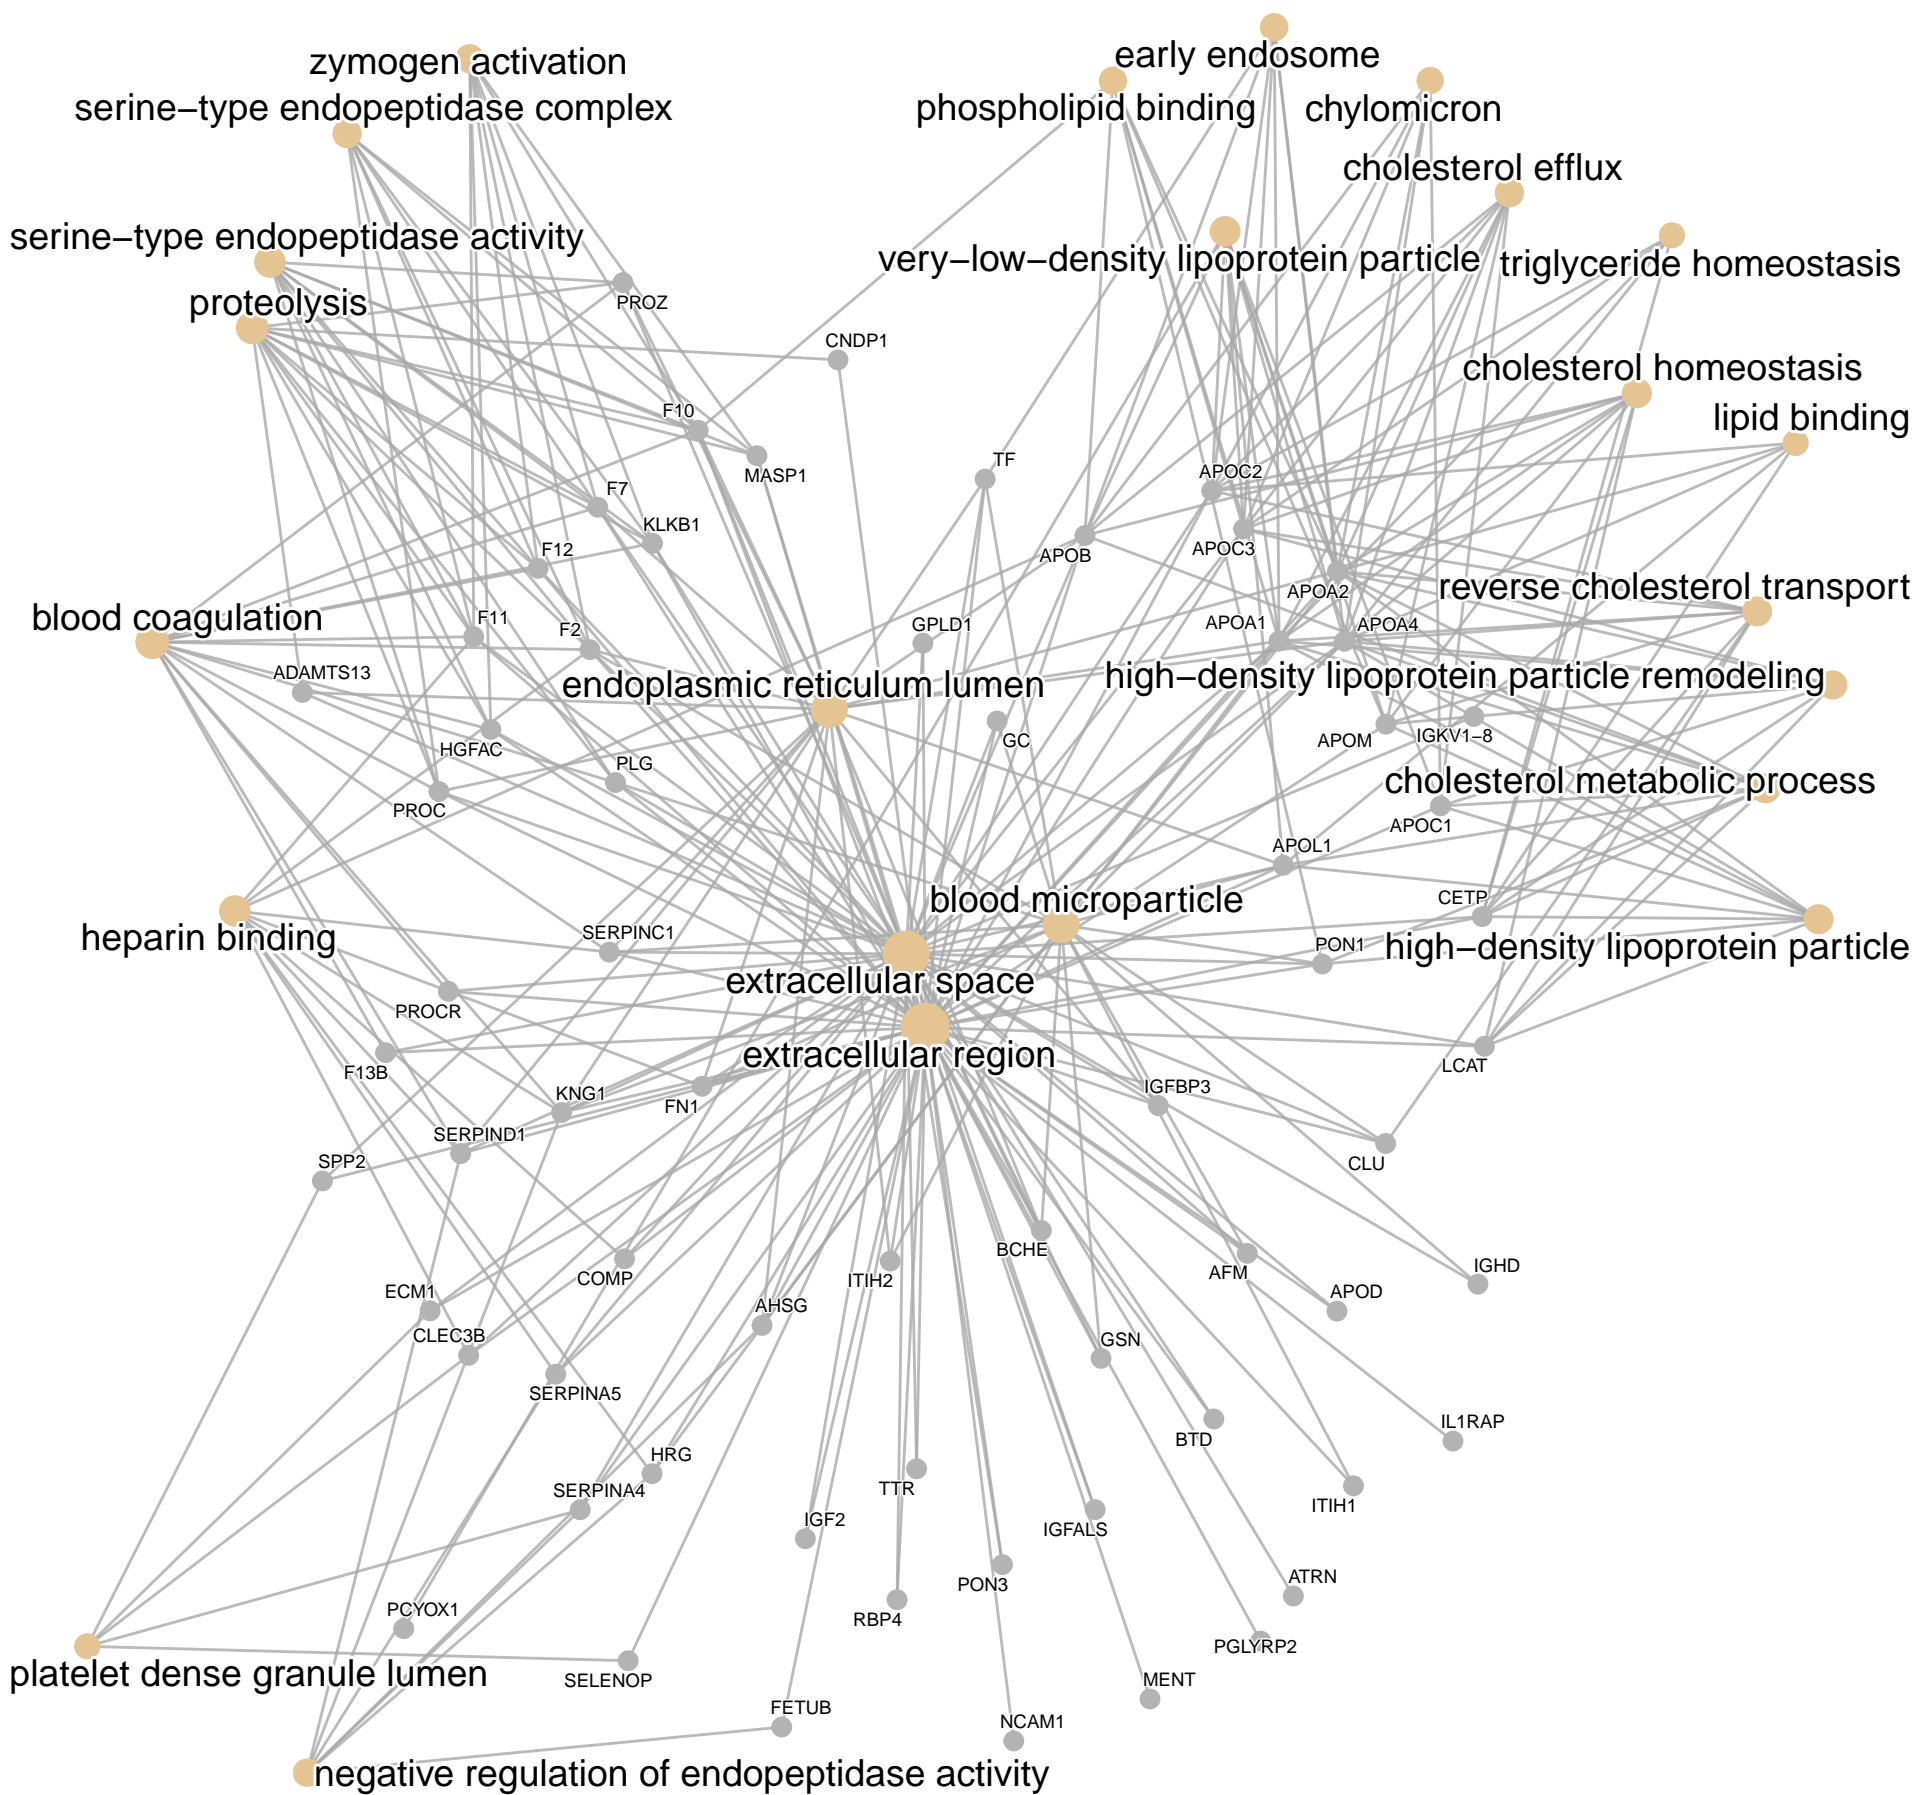 early endosome
zymogen activation
serine−type endopeptidase complex
phospholipid binding
chylomicron
cholesterol efflux
serine−type endopeptidase activity
very−low−density lipoprotein particle
triglyceride homeostasis
proteolysis
PROZ
CNDP1
cholesterol homeostasis
F10
lipid binding
TF
MASP1
APOC2
F7
KLKB1
F12
APOB
APOC3
APOA2
reverse cholesterol transport
blood coagulation
F11
F2
GPLD1
APOA1
APOA4
ADAMTS13
endoplasmic reticulum lumen
high−density lipoprotein particle remodeling
HGFAC
GC
APOM
IGKV1−8
PLG
cholesterol metabolic process
PROC
APOC1
APOL1
blood microparticle
CETP
heparin binding
SERPINC1
PON1
high−density lipoprotein particle
extracellular space
PROCR
extracellular region
F13B
LCAT
KNG1
FN1
IGFBP3
SERPIND1
SPP2
CLU
BCHE
IGHD
COMP
ITIH2
AFM
ECM1
AHSG
APOD
CLEC3B
GSN
SERPINA5
IL1RAP
BTD
HRG
SERPINA4
TTR
ITIH1
IGF2
IGFALS
PON3
ATRN
PCYOX1
RBP4
PGLYRP2
platelet dense granule lumen
SELENOP
MENT
FETUB
NCAM1
negative regulation of endopeptidase activity